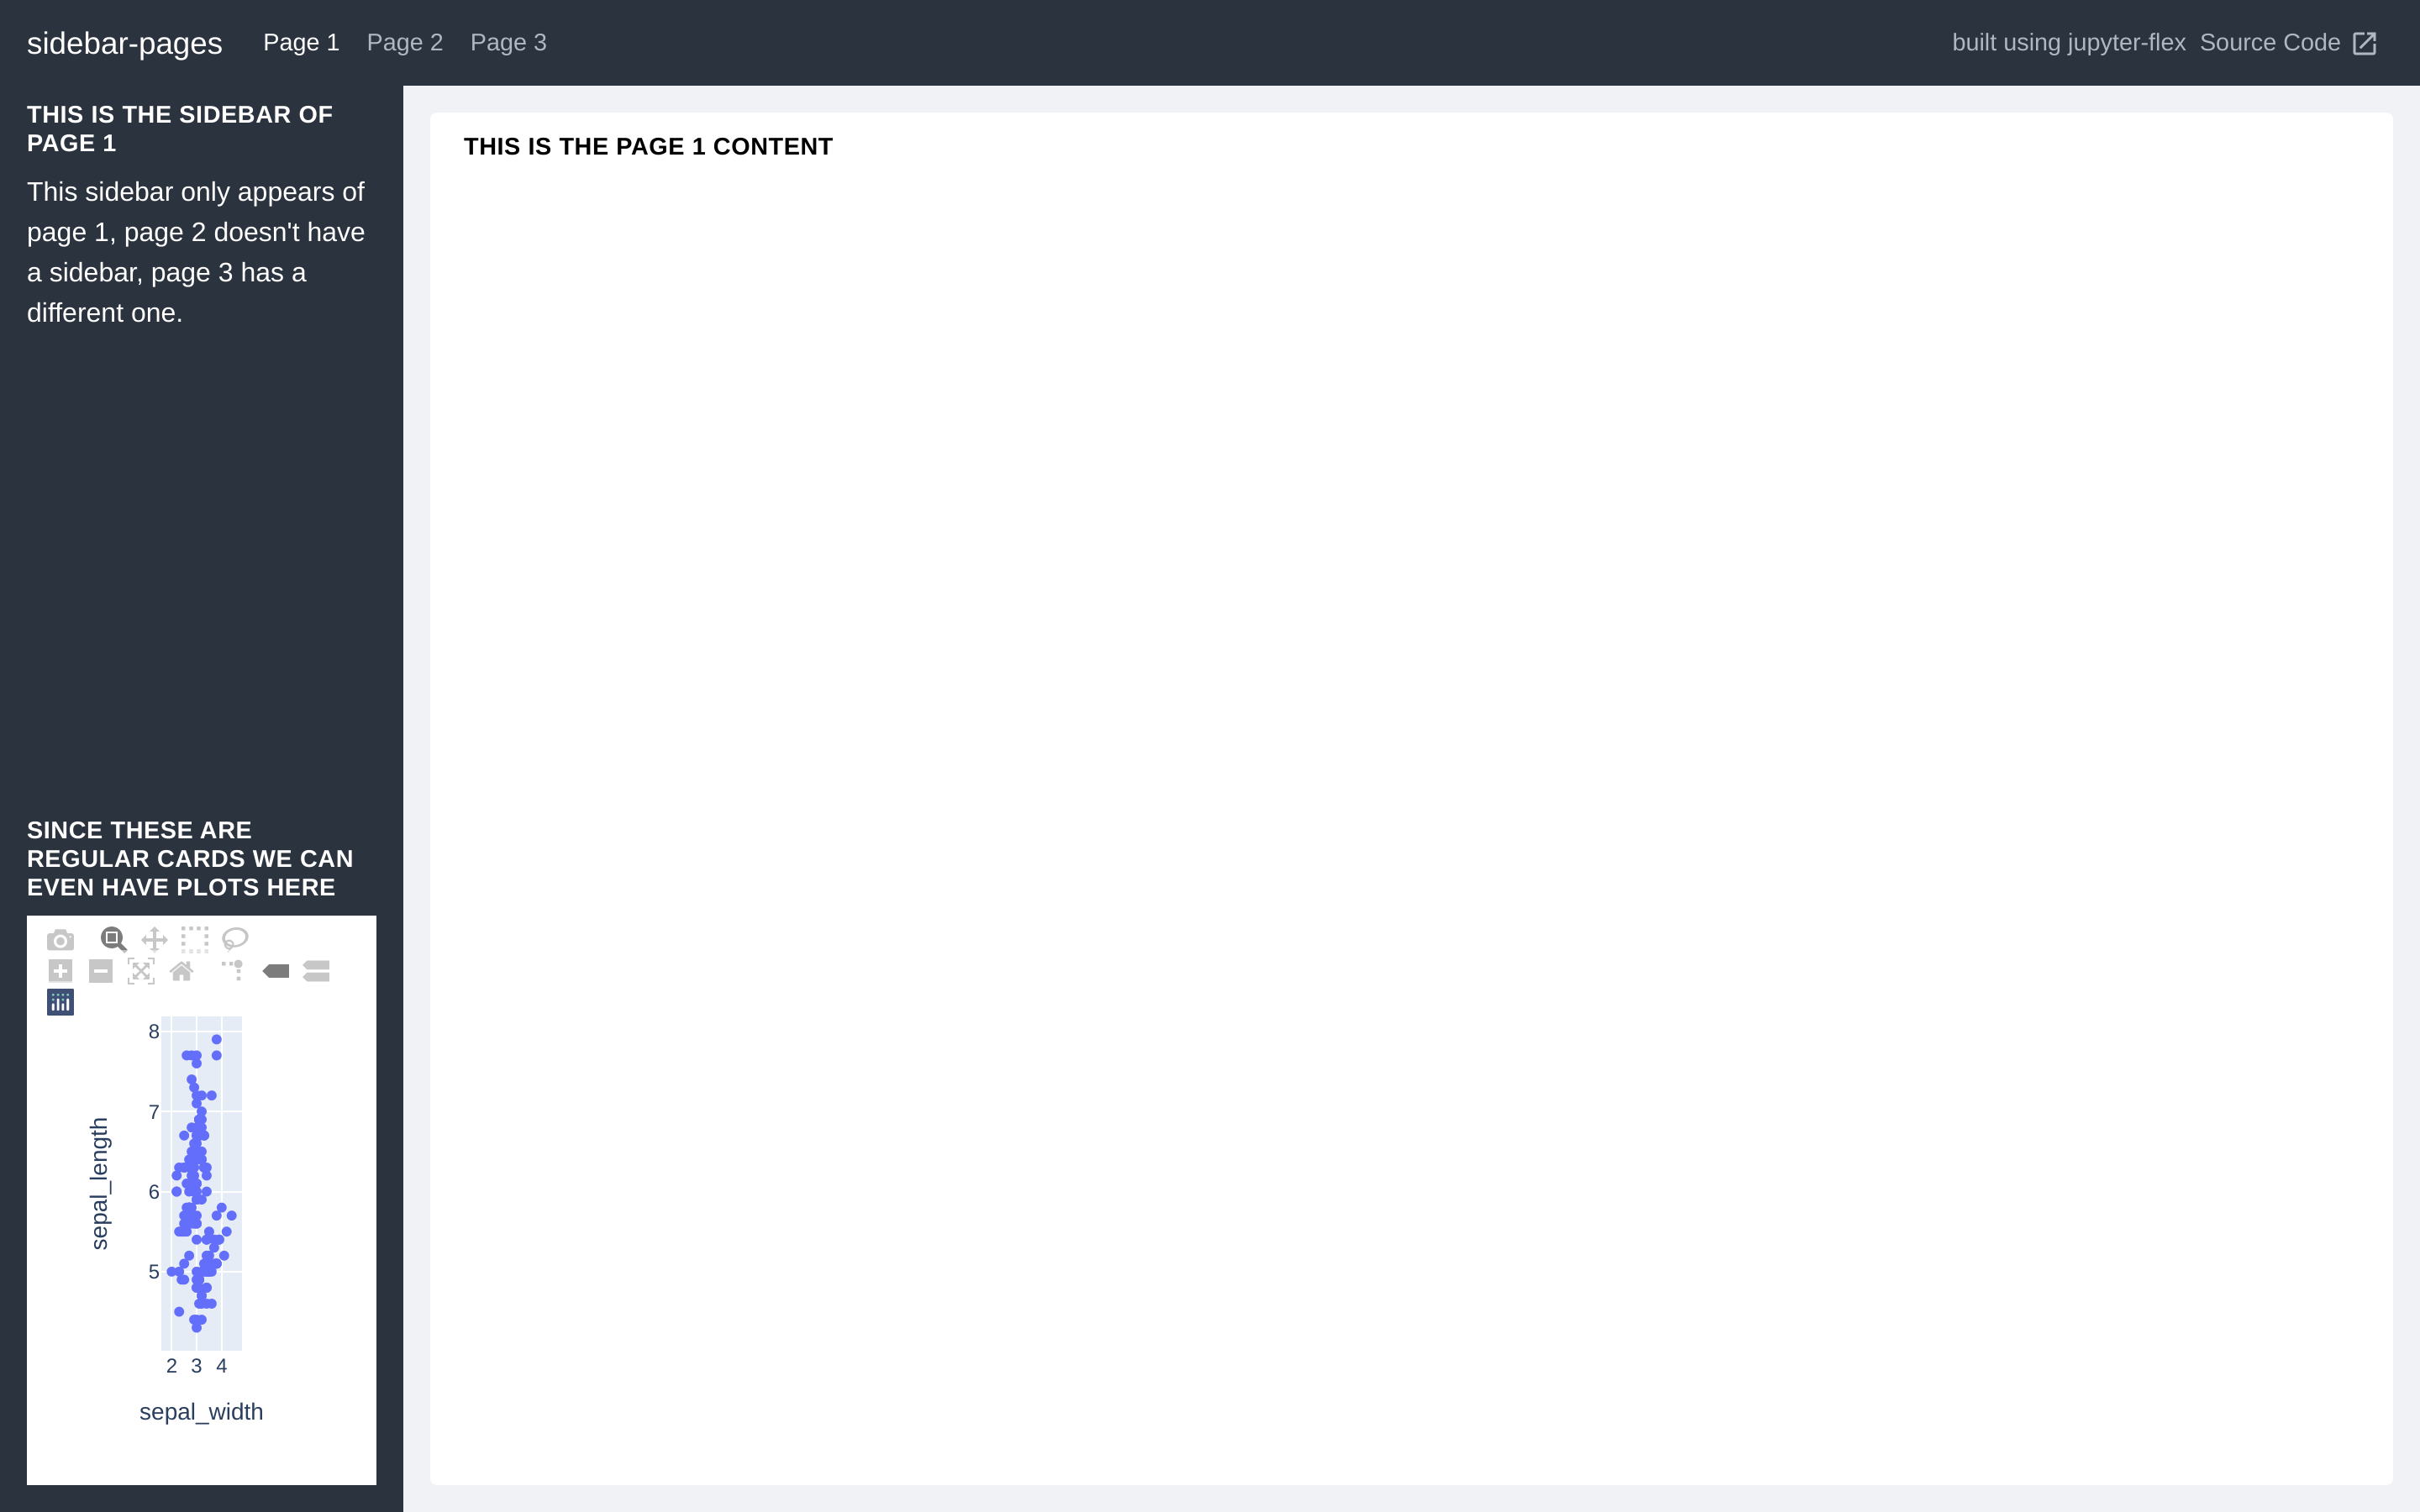 sidebar-pages Page 1 Page 2 Page 3 built using jupyter-flex Source Code
THIS IS THE SIDEBAR OF
PAGE 1
This sidebar only appears of
page 1, page 2 doesn't have
a sidebar, page 3 has a
different one.
SINCE THESE ARE
REGULAR CARDS WE CAN
EVEN HAVE PLOTS HERE
8
7
6
5
sepal_length
2 3 4
sepal_width
THIS IS THE PAGE 1 CONTENT